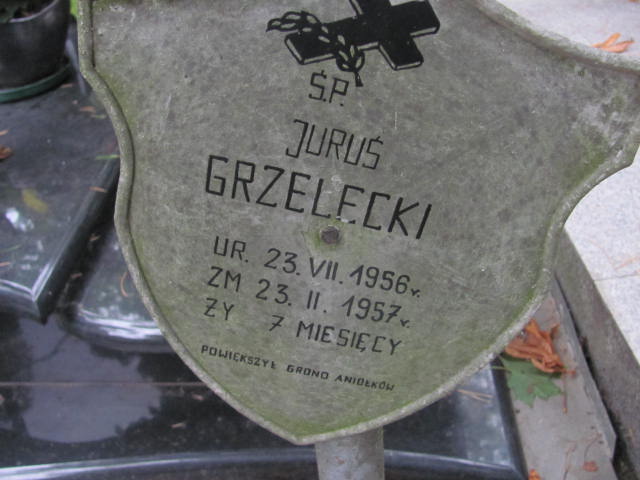 Ś.P.
JURUŚ
GRZELECKI
UR. 23. VII. 1956 r.
ZM 23. II. 1957 r.
ŻY 7 MIESIĘCY
POWIĘKSZYŁ GRONO ANIOŁKÓW